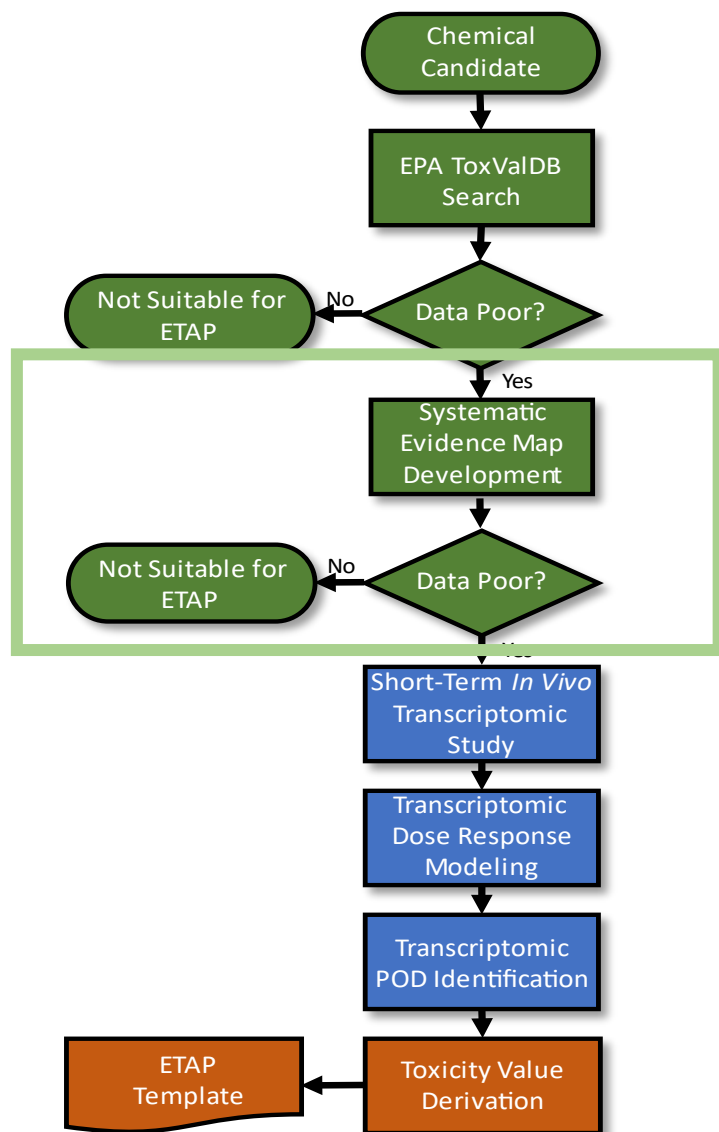 Chemical
Candidate
EPA ToxValDB
Search
Not Suitable for
ETAP
No
Data Poor?
Yes
Systematic
Evidence Map
Development
Not Suitable for
ETAP
No
Data Poor?
Yes
Short-Term In Vivo
Transcriptomic
Study
Transcriptomic
Dose Response
Modeling
Transcriptomic
POD Identification
ETAP
Template
Toxicity Value
Derivation